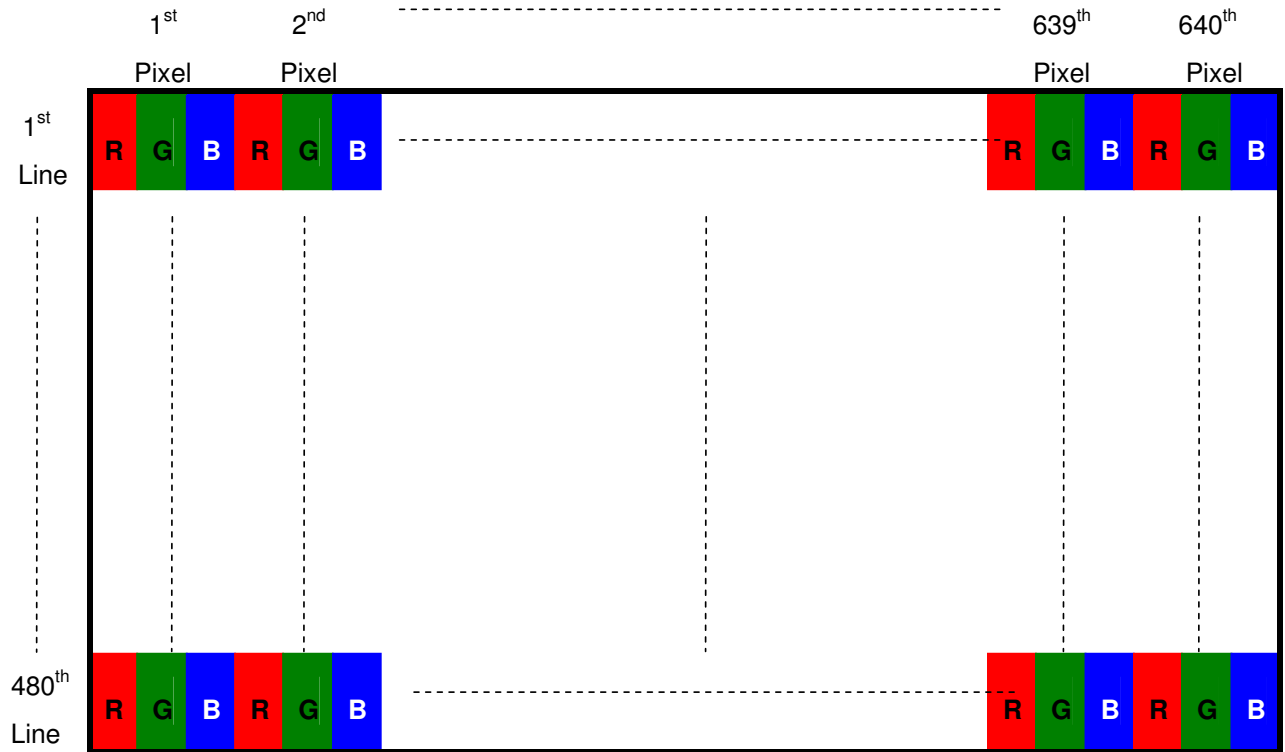 1st 2nd 639th 640th
Pixel Pixel Pixel Pixel
1st
Line
R G B R G B R G B R G B
480th
Line
R G B R G B R G B R G B